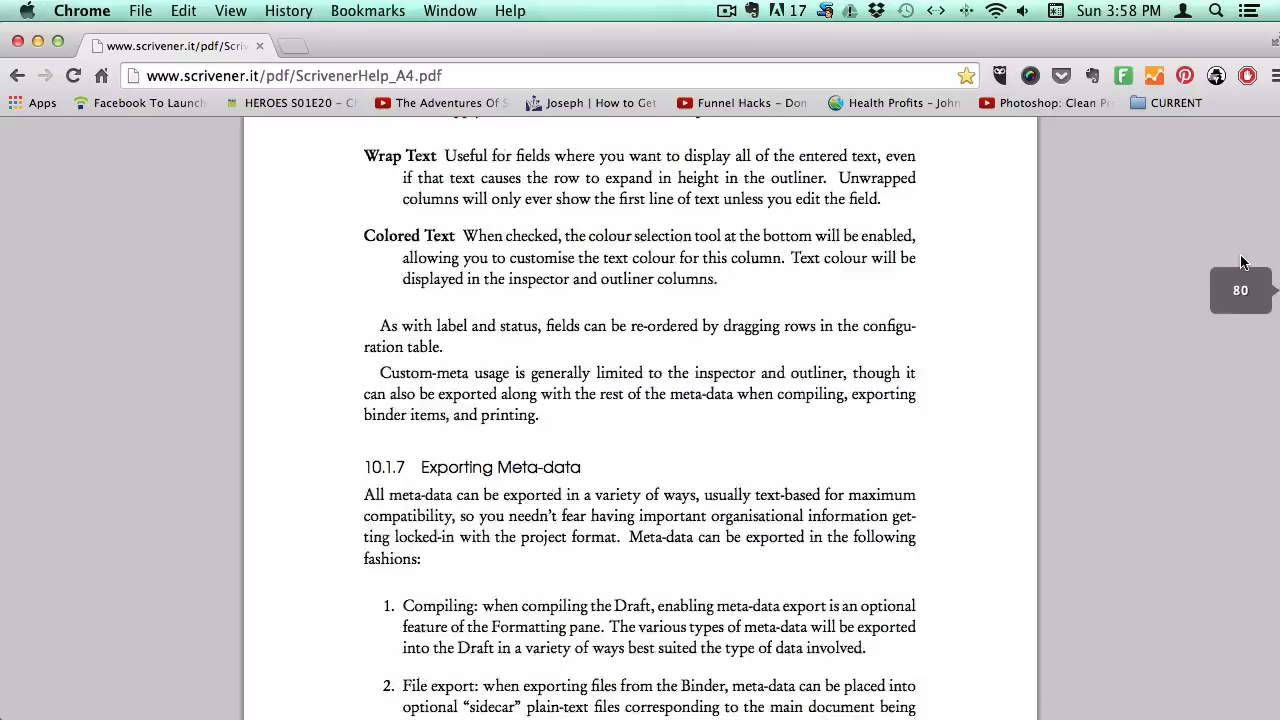 Chrome File Edit View History Bookmarks Window Help 17 Sun 3:58 PM
www.scrivener.it/pdf/Scriv
www.scrivener.it/pdf/ScrivenerHelp_A4.pdf
Apps Facebook To Launch HEROES S01E20 - C The Adventures Of S Joseph | How to Get Funnel Hacks - Don Health Profits - John Photoshop: Clean Pr CURRENT
Wrap Text Useful for fields where you want to display all of the entered text, even
if that text causes the row to expand in height in the outliner. Unwrapped
columns will only ever show the first line of text unless you edit the field.
Colored Text When checked, the colour selection tool at the bottom will be enabled,
allowing you to customise the text colour for this column. Text colour will be
displayed in the inspector and outliner columns.
80
As with label and status, fields can be re-ordered by dragging rows in the configu-
ration table.
Custom-meta usage is generally limited to the inspector and outliner, though it
can also be exported along with the rest of the meta-data when compiling, exporting
binder items, and printing.
10.1.7 Exporting Meta-data
All meta-data can be exported in a variety of ways, usually text-based for maximum
compatibility, so you needn't fear having important organisational information get-
ting locked-in with the project format. Meta-data can be exported in the following
fashions:
1. Compiling: when compiling the Draft, enabling meta-data export is an optional
feature of the Formatting pane. The various types of meta-data will be exported
into the Draft in a variety of ways best suited the type of data involved.
2. File export: when exporting files from the Binder, meta-data can be placed into
optional “sidecar” plain-text files corresponding to the main document being